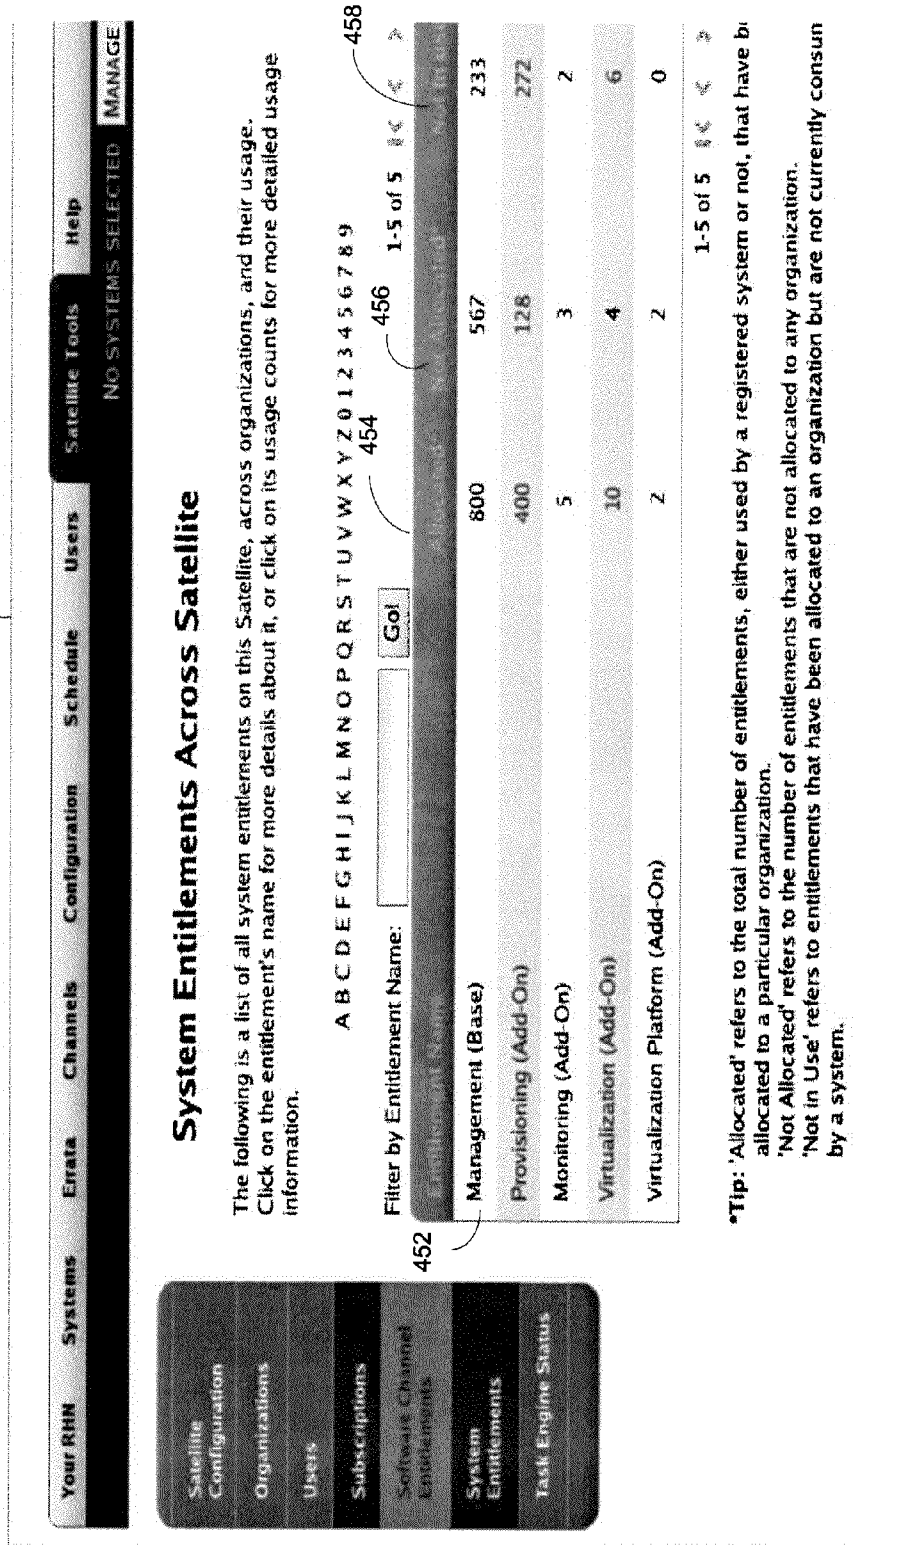 Your RHN Systems Errata Channels Configuration Schedule Users Satellite Tools Help
NO SYSTEMS SELECTED MANAGE
Satellite
Configuration
Organizations
Users
Subscriptions
Software Channel
Entitlements
System
Entitlements
Task Engine Status
System Entitlements Across Satellite
The following is a list of all system entitlements on this Satellite, across organizations, and their usage.
Click on the entitlement's name for more details about it, or click on its usage counts for more detailed usage
information.
A B C D E F G H I J K L M N O P Q R S T U V W X Y Z 0 1 2 3 4 5 6 7 8 9
454
456
458
Filter by Entitlement Name: Go! 1-5 of 5 |< < >
452
Entitlement Name
Management (Base) 800 567 233
Provisioning (Add-On) 400 128 272
Monitoring (Add-On) 5 3 2
Virtualization (Add-On) 10 4 6
Virtualization Platform (Add-On) 2 2 0
1-5 of 5 |< < >
*Tip: 'Allocated' refers to the total number of entitlements, either used by a registered system or not, that have
allocated to a particular organization.
'Not Allocated' refers to the number of entitlements that are not allocated to any organization.
'Not in Use' refers to entitlements that have been allocated to an organization but are not currently consun
by a system.